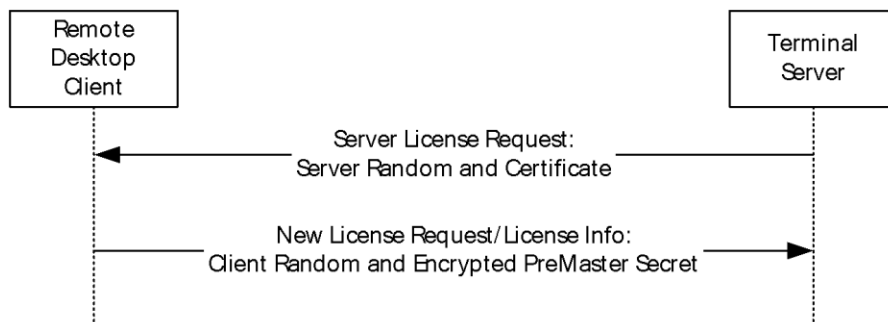 Remote
Desktop
Client
Terminal
Server
Server License Request:
Server Random and Certificate
New License Request/License Info:
Client Random and Encrypted PreMaster Secret